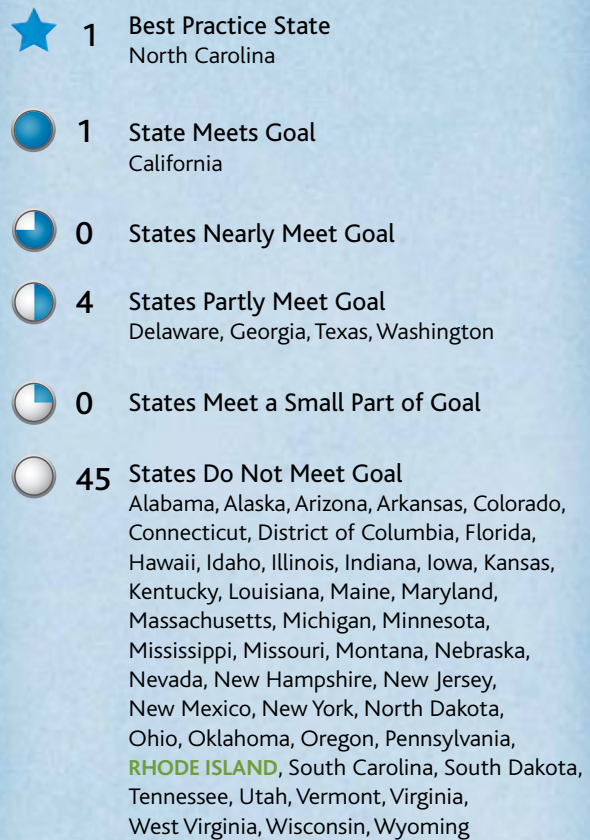 1 Best Practice State
North Carolina
1 State Meets Goal
California
0 States Nearly Meet Goal
4 States Partly Meet Goal
Delaware, Georgia, Texas, Washington
0 States Meet a Small Part of Goal
45 States Do Not Meet Goal
Alabama, Alaska, Arizona, Arkansas, Colorado,
Connecticut, District of Columbia, Florida,
Hawaii, Idaho, Illinois, Indiana, Iowa, Kansas,
Kentucky, Louisiana, Maine, Maryland,
Massachusetts, Michigan, Minnesota,
Mississippi, Missouri, Montana, Nebraska,
Nevada, New Hampshire, New Jersey,
New Mexico, New York, North Dakota,
Ohio, Oklahoma, Oregon, Pennsylvania,
RHODE ISLAND, South Carolina, South Dakota,
Tennessee, Utah, Vermont, Virginia,
West Virginia, Wisconsin, Wyoming